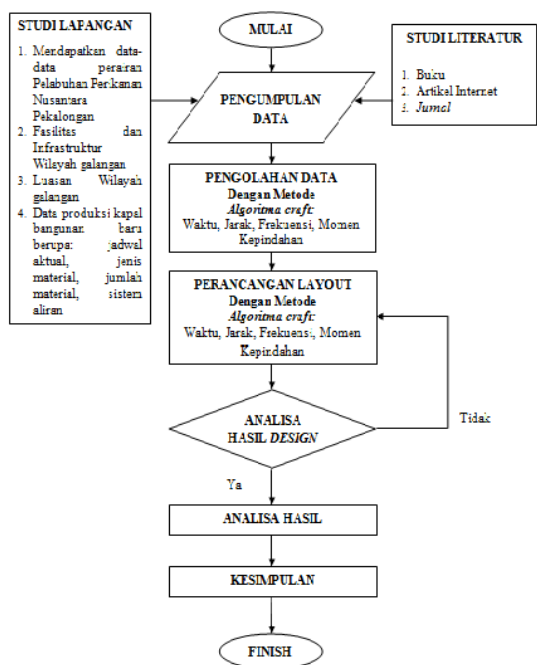 STUDI LAPANGAN
1. Mendapatkan data-
data perairan
Pelabuhan Perikanan
Nusantara
Pekalongan
2. Fasilitas dan
Infrastruktur
Wilayah galangan
3. Luasan Wilayah
galangan
4. Data produksi kapal
bangunan baru
berupa: jadwal
aktual, jenis
material, jumlah
material, sistem
aliran
MULAI
PENGUMPULAN
DATA
STUDI LITERATUR
1. Buku
2. Artikel Internet
3. Jurnal
PENGOLAHAN DATA
Dengan Metode
Algoritma craft:
Waktu, Jarak, Frekuensi, Momen
Kepindahan
PERANCANGAN LAYOUT
Dengan Metode
Algoritma craft:
Waktu, Jarak, Frekuensi, Momen
Kepindahan
ANALISA
HASIL DESIGN
Tidak
Ya
ANALISA HASIL
KESIMPULAN
FINISH